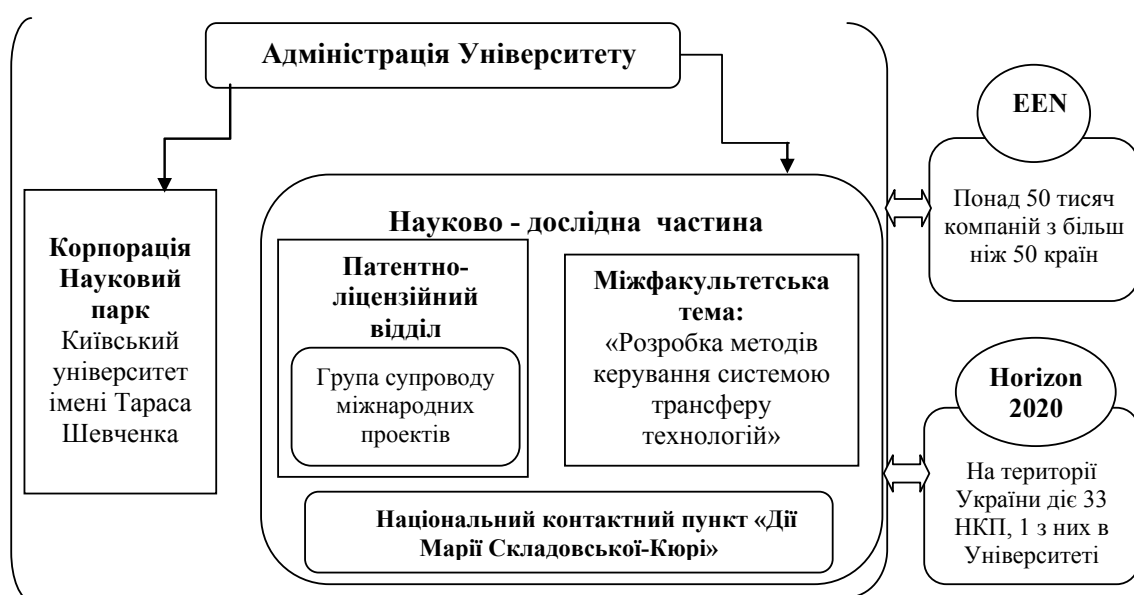 Адміністрація Університету
Корпорація
Науковий
парк
Київський
університет
імені Тараса
Шевченка
Науково - дослідна частина
Патентно-
ліцензійний
відділ
Група супроводу
міжнародних
проектів
Міжфакультетська
тема:
«Розробка методів
керування системою
трансферу
технологій»
Національний контактний пункт «Дії
Марії Складовської-Кюрі»
EEN
Понад 50 тисяч
компаній з більш
ніж 50 країн
Horizon
2020
На території
України діє 33
НКП, 1 з них в
Університеті